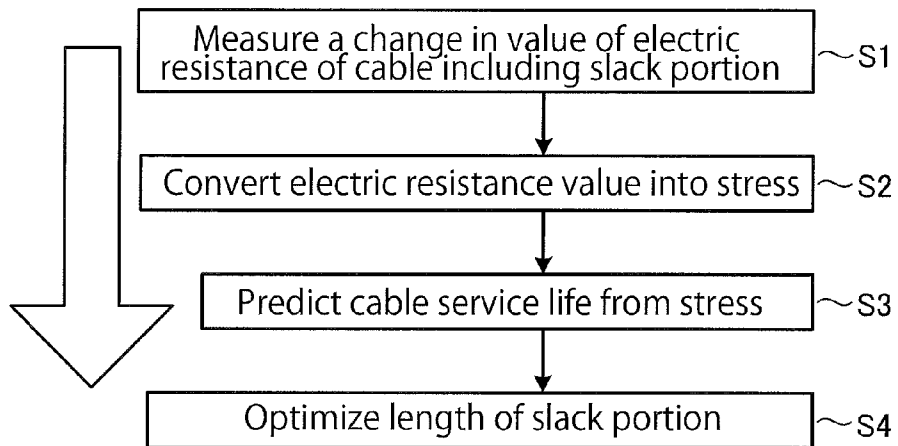 Measure a change in value of electric
resistance of cable including slack portion
~S1
Convert electric resistance value into stress
~S2
Predict cable service life from stress
~S3
Optimize length of slack portion
~S4